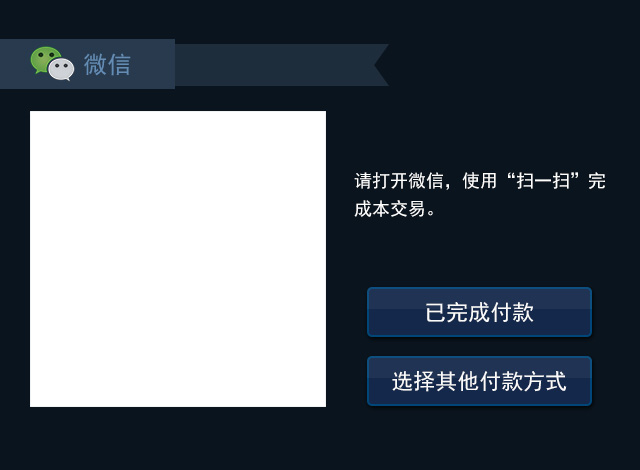 微信
请打开微信，使用“扫一扫”完
成本交易。
已完成付款
选择其他付款方式